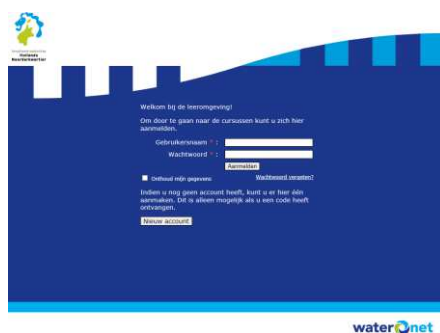 Hollands
Noorderkwartier
Welkom bij de leeromgeving!
Om door te gaan naar de cursussen kunt u zich hier
aanmelden.
Gebruikersnaam * :
Wachtwoord * :
Aanmelden
Onthoud mijn gegevens
Wachtwoord vergeten?
Indien u nog geen account heeft, kunt u er hier één
aanmaken. Dit is alleen mogelijk als u een code heeft
ontvangen.
Nieuw account
waternet